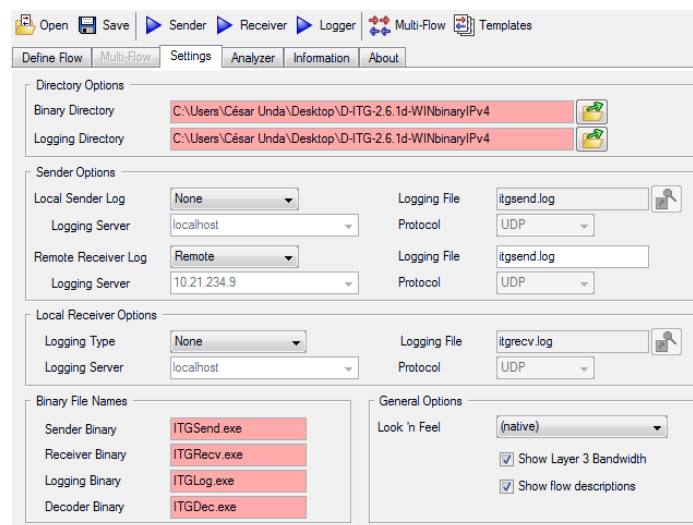 Open Save Sender Receiver Logger Multi-Flow Templates
Define Flow Multi-Flow Settings Analyzer Information About
Directory Options
Binary Directory C:\Users\César Unda\Desktop\D-ITG-2.6.1d-WINbinaryIPv4
Logging Directory C:\Users\César Unda\Desktop\D-ITG-2.6.1d-WINbinaryIPv4
Sender Options
Local Sender Log None Logging File itgsend.log
Logging Server localhost Protocol UDP
Remote Receiver Log Remote Logging File itgsend.log
Logging Server 10.21.234.9 Protocol UDP
Local Receiver Options
Logging Type None Logging File itgrecv.log
Logging Server localhost Protocol UDP
Binary File Names General Options
Sender Binary ITGSend.exe Look 'n Feel (native)
Receiver Binary ITGRecv.exe Show Layer 3 Bandwidth
Logging Binary ITGLog.exe Show flow descriptions
Decoder Binary ITGDec.exe